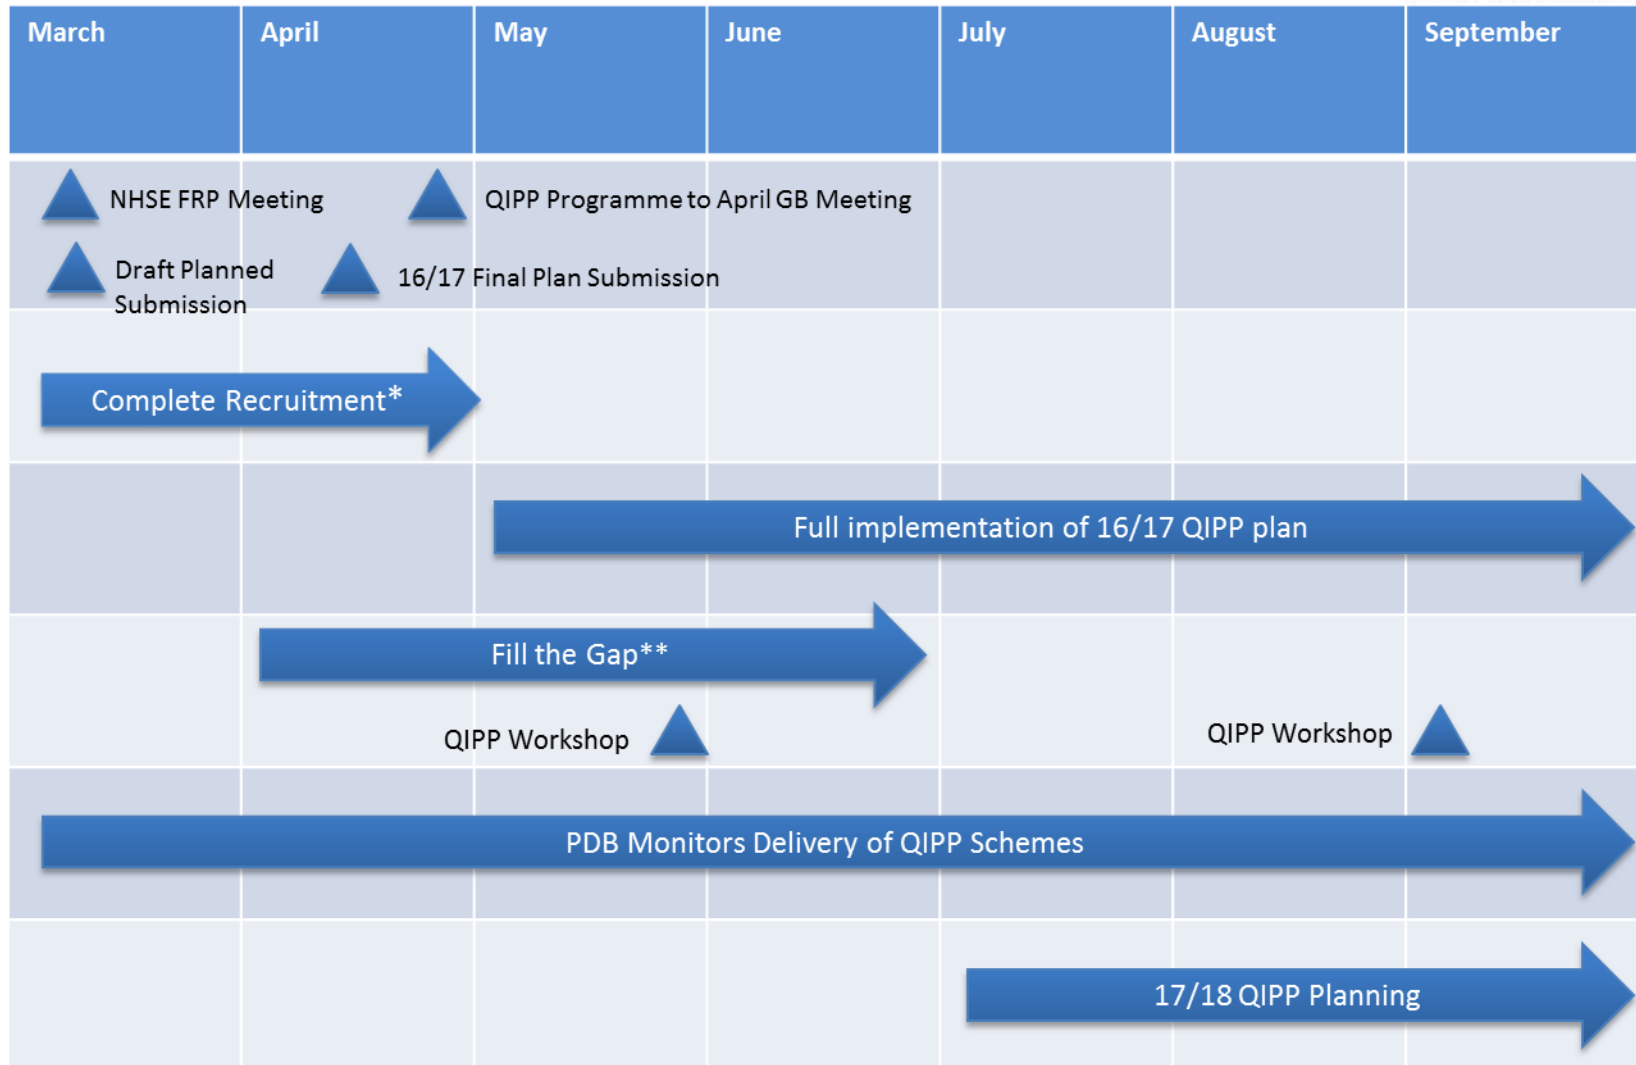 March April May June July August September
NHSE FRP Meeting
QIPP Programme to April GB Meeting
Draft Planned
Submission
16/17 Final Plan Submission
Complete Recruitment*
Full implementation of 16/17 QIPP plan
Fill the Gap**
QIPP Workshop
QIPP Workshop
PDB Monitors Delivery of QIPP Schemes
17/18 QIPP Planning